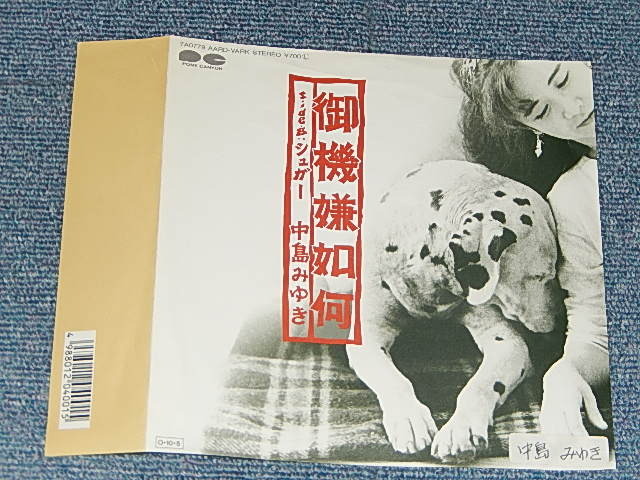 7A0779 AARD-VARK STEREO ¥700
PONY CANYON
御機嫌如何
side B:シュガー
中島みゆき
4988012040015
O-10-5
中島 みゆき